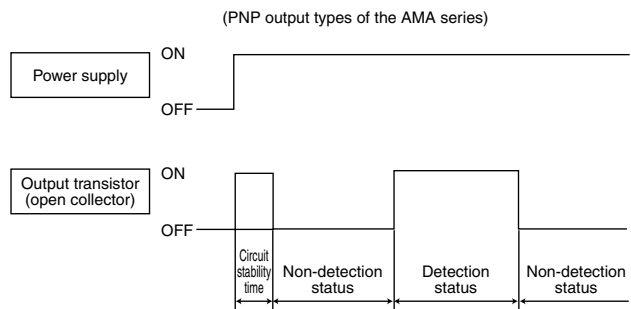 (PNP output types of the AMA series)
Power supply
ON
OFF
Output transistor
(open collector)
ON
OFF
Circuit
stability
time
Non-detection
status
Detection
status
Non-detection
status